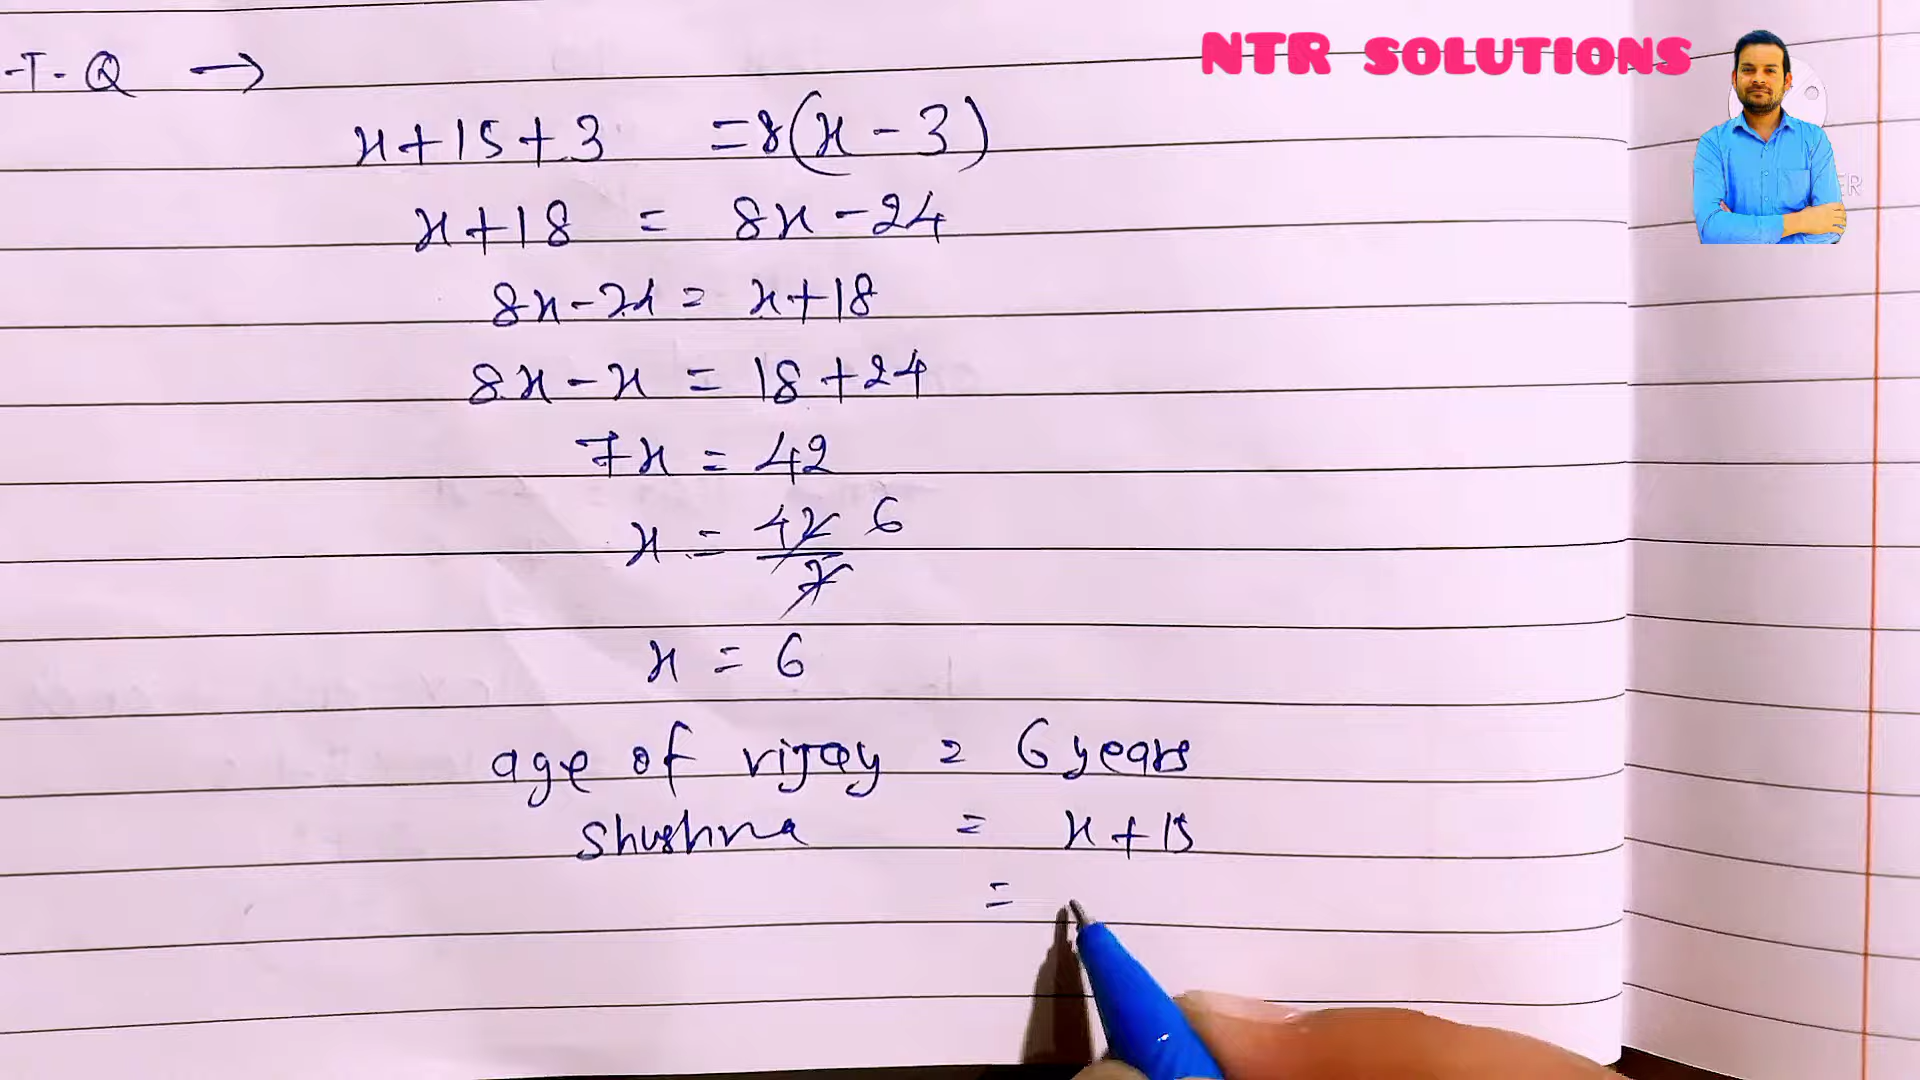 NTR SOLUTIONS
-T-Q →
x+15+3 =8(x-3)
x+18 = 8x-24
8x-24= x+18
8x-x = 18+24
7x = 42
x = 42/7 6
x = 6
age of vijay = 6 years
Shushma = x+15
=